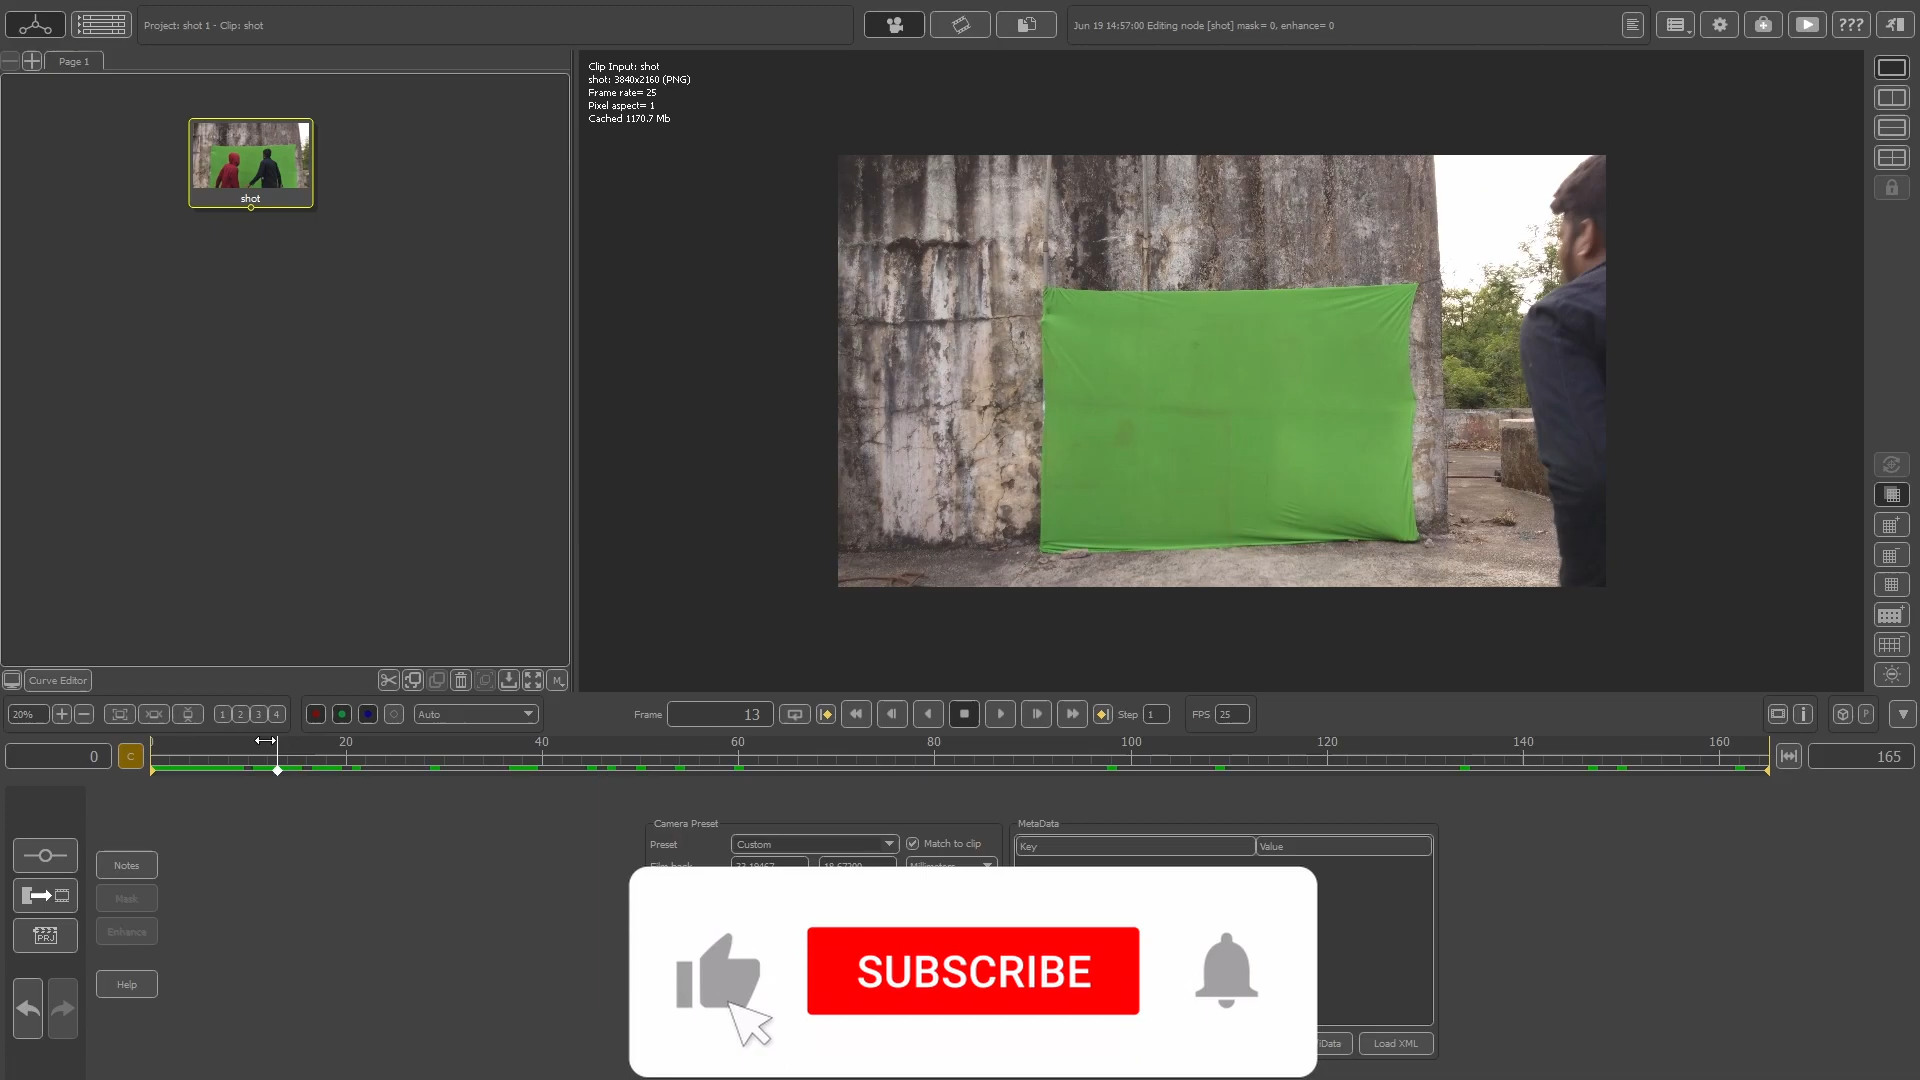 Project: shot 1 - Clip: shot
Jun 19 14:57:00 Editing node [shot] mask= 0, enhance= 0
???
Page 1
Clip Input: shot
shot: 3840x2160 (PNG)
Frame rate= 25
Pixel aspect= 1
Cached 1170.7 Mb
shot
Curve Editor
M
20%
1 2 3 4
Auto
Frame 13
Step 1
FPS 25
P
0
C
20 40 60 80 100 120 140 160
165
Camera Preset
MetaData
Preset Custom Match to clip
Key Value
Film back
Millimeters
Notes
Mask
Enhance
PRJ
Help
SUBSCRIBE
Load XML